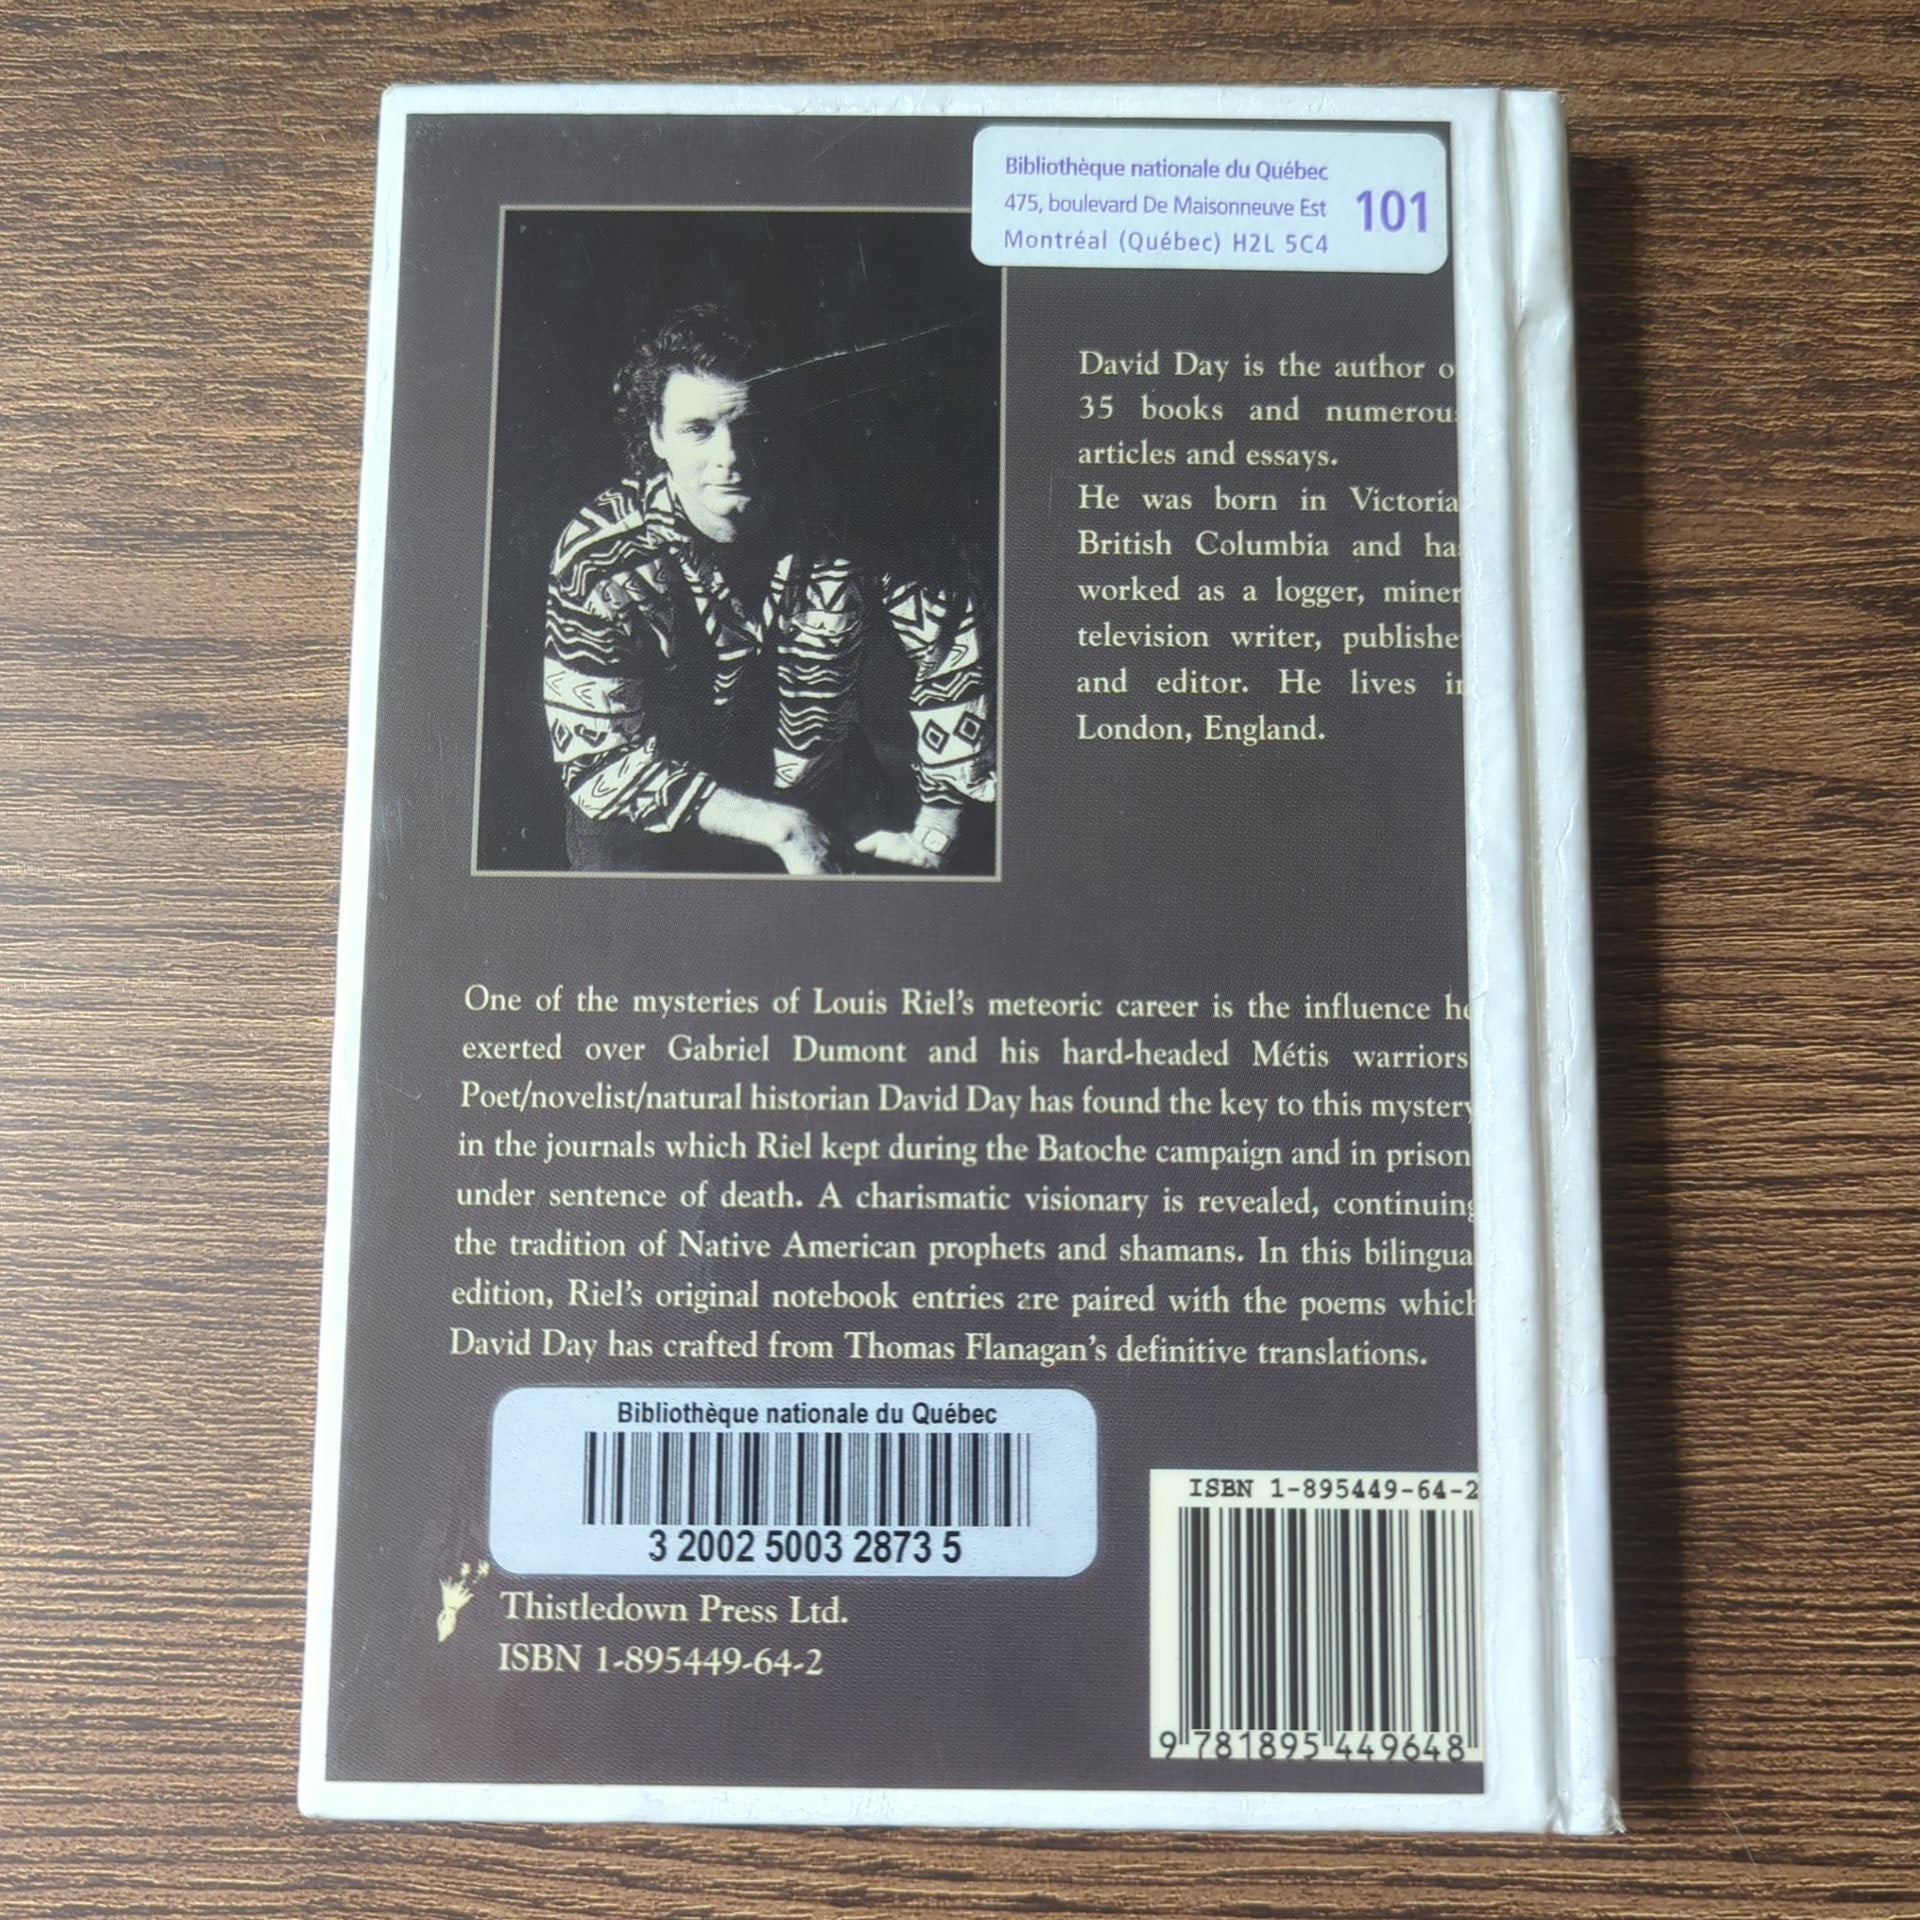 Bibliothèque nationale du Québec
475, boulevard De Maisonneuve Est
Montréal (Québec) H2L 5C4
101
David Day is the author o
35 books and numerou
articles and essays.
He was born in Victoria
British Columbia and ha
worked as a logger, miner
television writer, publishe
and editor. He lives in
London, England.
One of the mysteries of Louis Riel's meteoric career is the influence he
exerted over Gabriel Dumont and his hard-headed Métis warriors
Poet/novelist/natural historian David Day has found the key to this mystery
in the journals which Riel kept during the Batoche campaign and in prison
under sentence of death. A charismatic visionary is revealed, continuing
the tradition of Native American prophets and shamans. In this bilingua
edition, Riel's original notebook entries are paired with the poems which
David Day has crafted from Thomas Flanagan's definitive translations.
Bibliothèque nationale du Québec
3 2002 5003 2873 5
Thistledown Press Ltd.
ISBN 1-895449-64-2
ISBN 1-895449-64-2
9 781895 449648